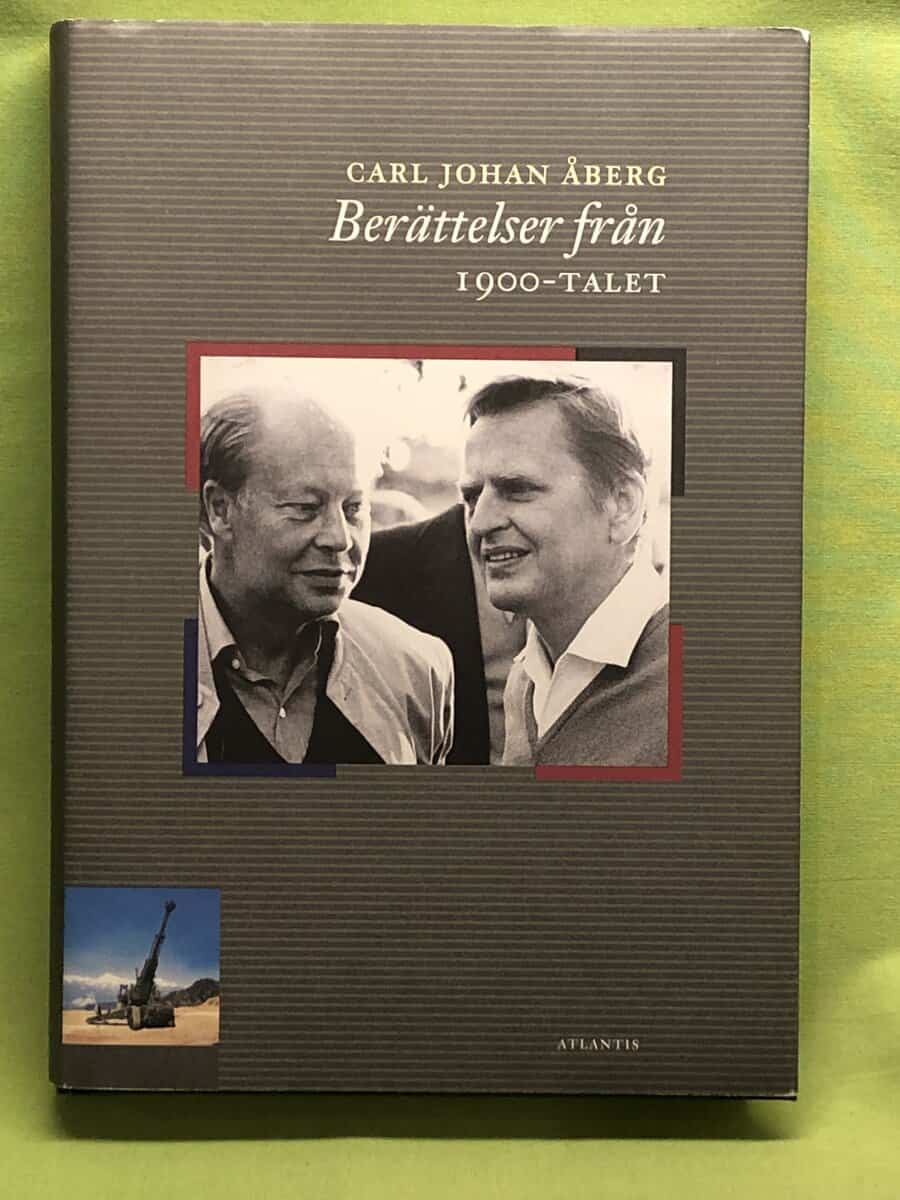 CARL JOHAN ÅBERG
Berättelser från
1900-TALET
ATLANTIS